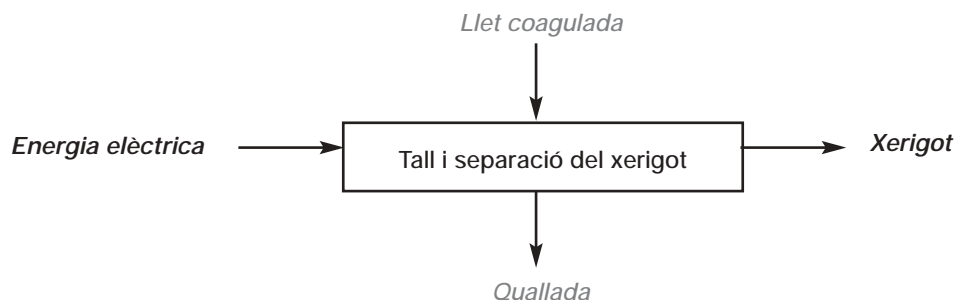 Llet coagulada
Energia elèctrica
Tall i separació del xerigot
Xerigot
Quallada